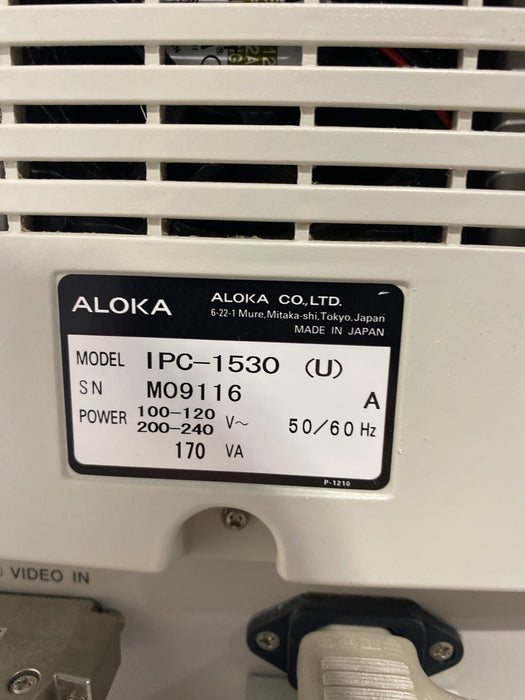 ALOKA
ALOKA CO.,LTD.
6-22-1 Mure,Mitaka-shi,Tokyo,Japan
MADE IN JAPAN
MODEL IPC-1530 (U)
SN M09116
A
POWER 100-120 200-240 V~ 50/60 Hz
170 VA
P-1210
VIDEO IN